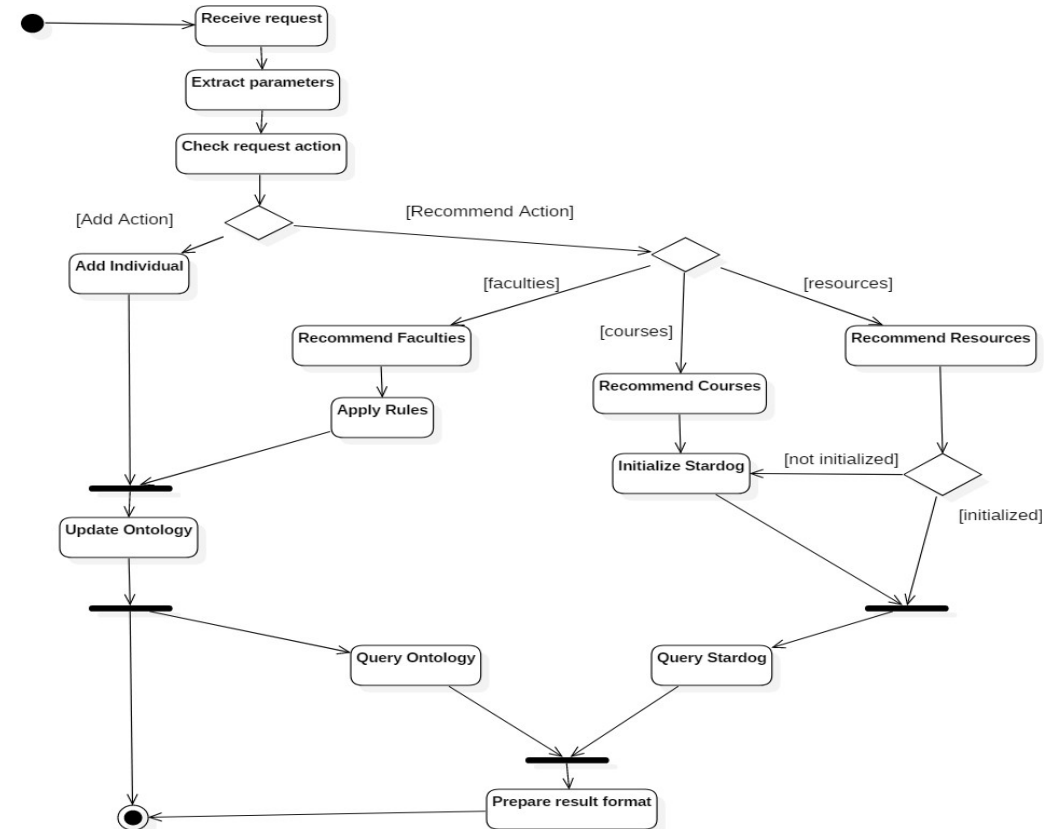 Receive request
Extract parameters
Check request action
[Add Action]
[Recommend Action]
Add Individual
[faculties]
[resources]
[courses]
Recommend Faculties
Recommend Resources
Recommend Courses
Apply Rules
Initialize Stardog
[not initialized]
[initialized]
Update Ontology
Query Ontology
Query Stardog
Prepare result format